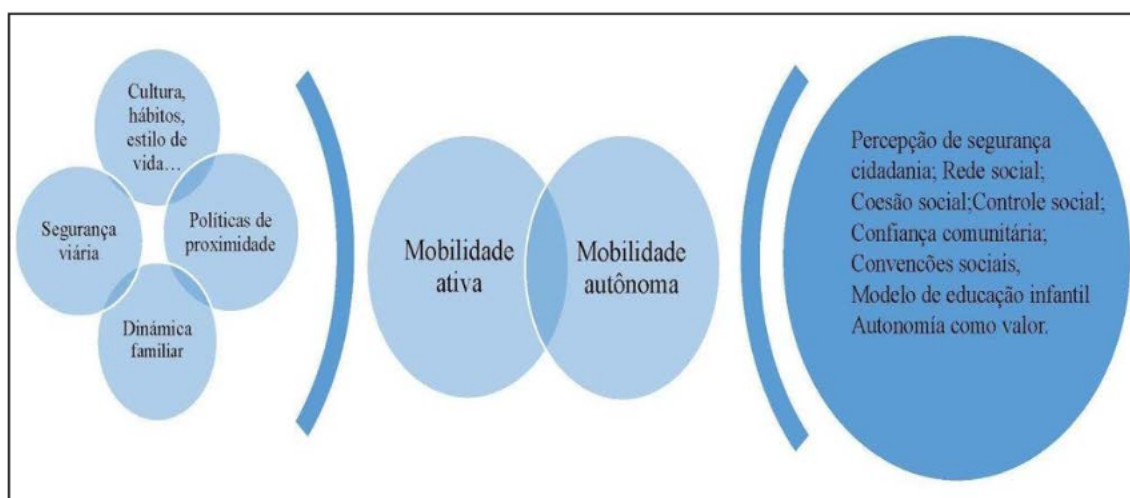 Cultura,
hábitos,
estilo de
vida...
Segurança
viária
Políticas de
proximidade
Dinámica
familiar
Mobilidade
ativa
Mobilidade
autônoma
Percepção de segurança
cidadania; Rede social;
Coesão social;Controle social;
Confiança comunitária;
Convencões sociais,
Modelo de educação infantil
Autonomía como valor.